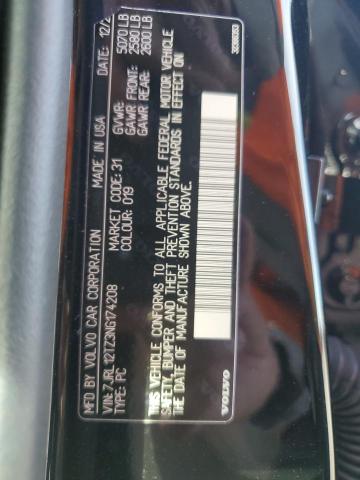 MFD BY VOLVO CAR CORPORATION MADE IN USA DATE: 12/2
VIN: 7JRL12TZ3NG174208 MARKET CODE: 31 GVWR: 5070 LB
TYPE: PC COLOUR: 019 GAWR FRONT: 2580 LB
GAWR REAR: 2600 LB
THIS VEHICLE CONFORMS TO ALL APPLICABLE FEDERAL MOTOR VEHICLE
SAFETY, BUMPER AND THEFT PREVENTION STANDARDS IN EFFECT ON
THE DATE OF MANUFACTURE SHOWN ABOVE.
VOLVO